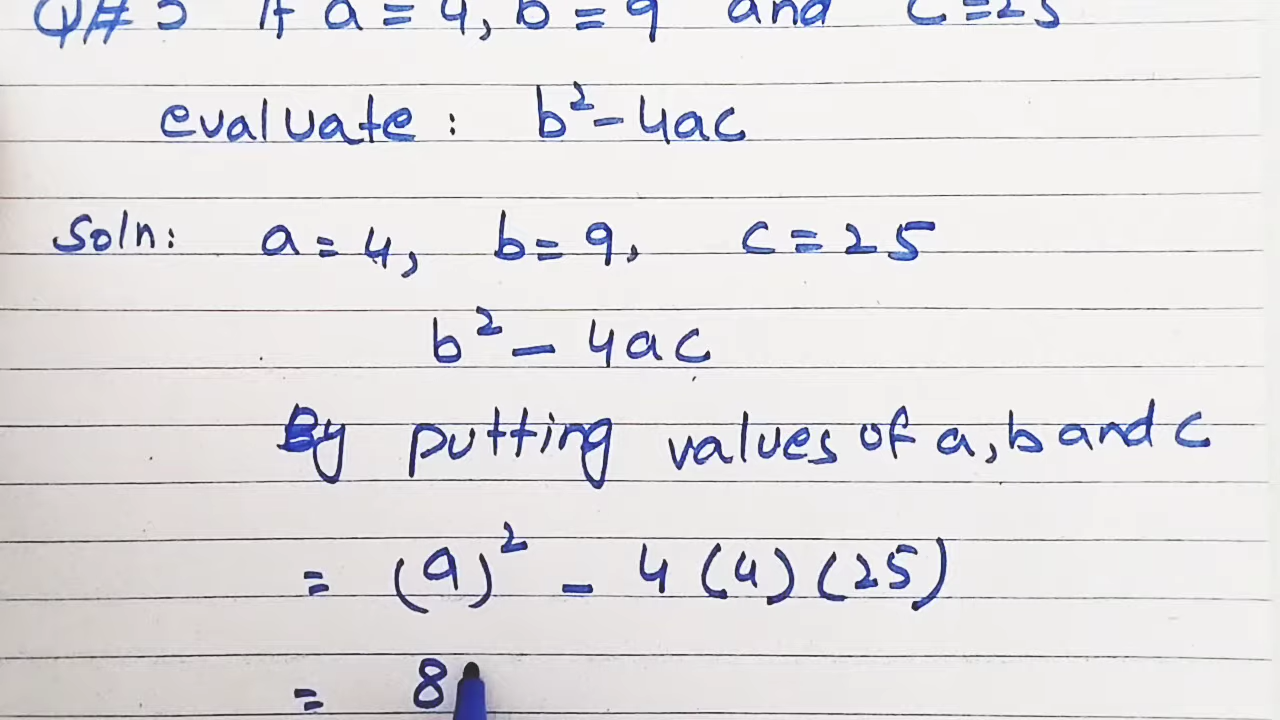 Q# 5 If a = 4, b = 9 and c = 25
evaluate: b² - 4ac
Soln: a = 4, b = 9, c = 25
b² - 4ac
By putting values of a, b and c
= (9)² - 4 (4) (25)
= 8